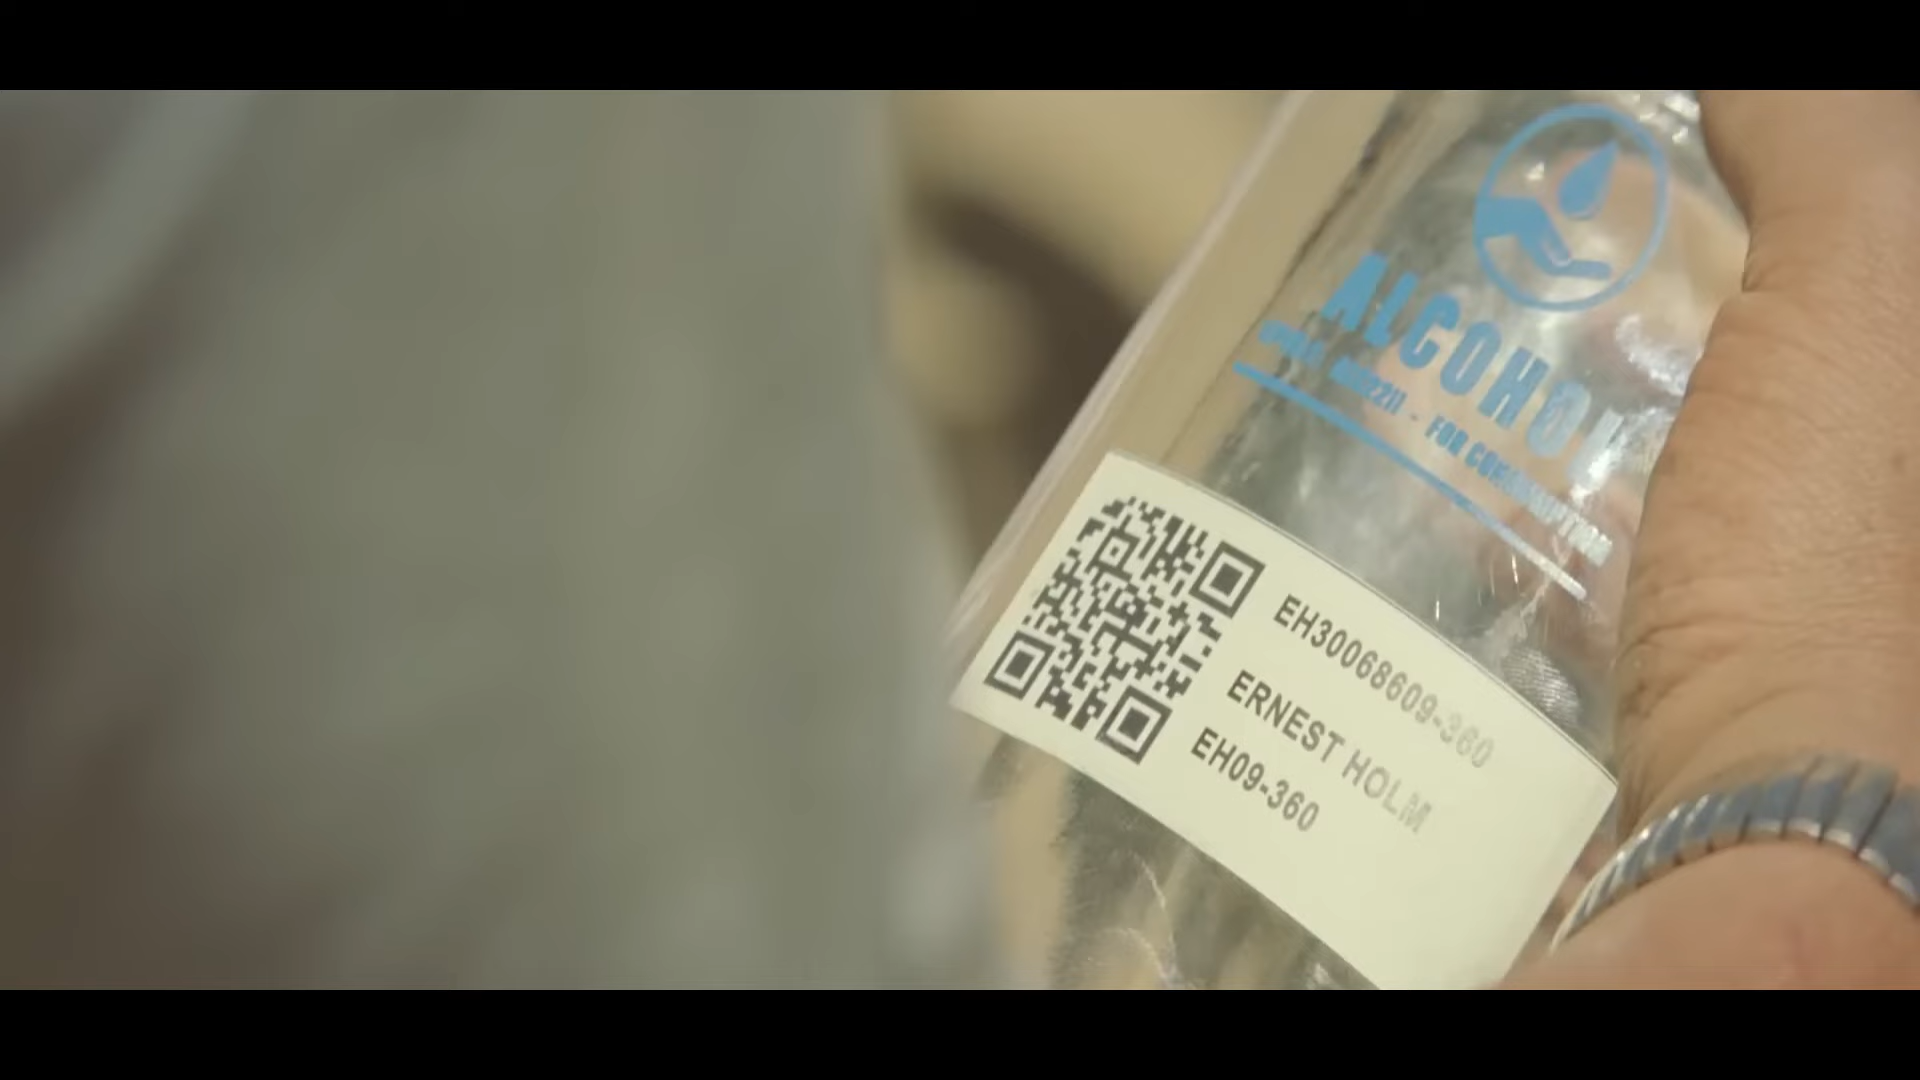 ALCOHOL
FOR CONSUMPTION
EH30068609-360
ERNEST HOLM
EH09-360